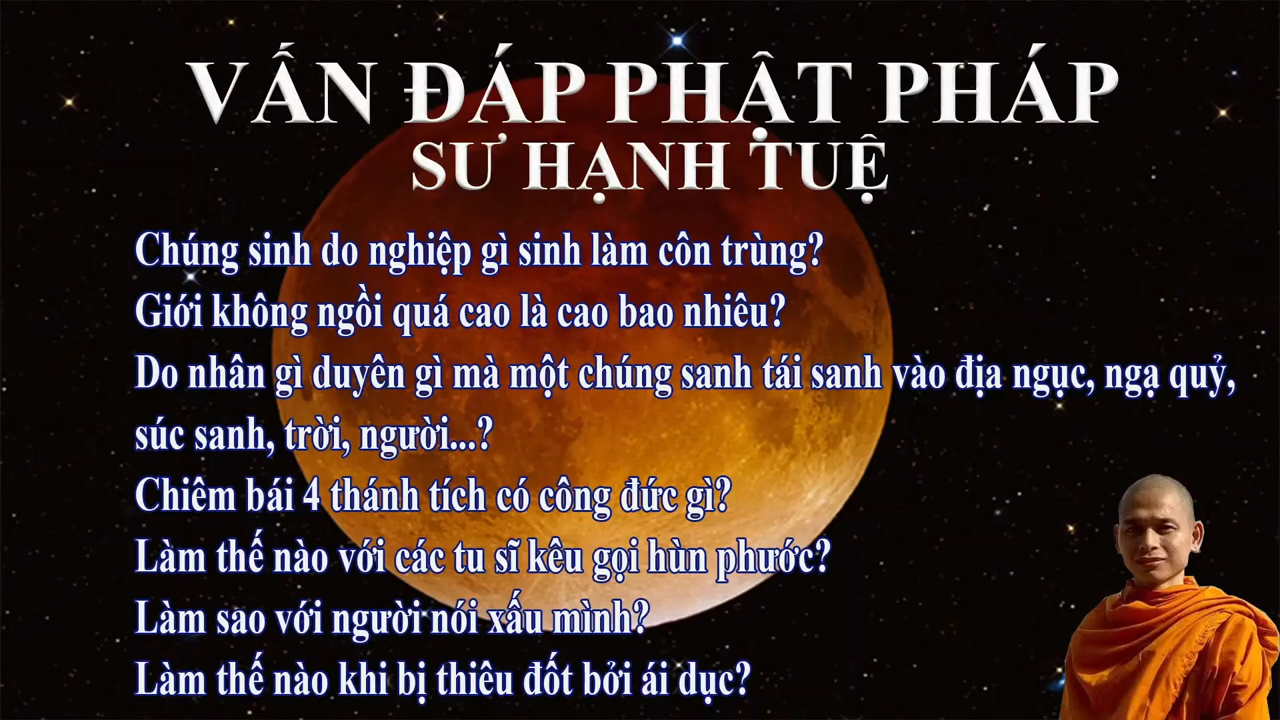 VẤN ĐÁP PHẬT PHÁP
SƯ HẠNH TUỆ
Chúng sinh do nghiệp gì sinh làm côn trùng?
Giới không ngồi quá cao là cao bao nhiêu?
Do nhân gì duyên gì mà một chúng sanh tái sanh vào địa ngục, ngạ quỷ,
súc sanh, trời, người...?
Chiêm bái 4 thánh tích có công đức gì?
Làm thế nào với các tu sĩ kêu gọi hùn phước?
Làm sao với người nói xấu mình?
Làm thế nào khi bị thiêu đốt bởi ái dục?